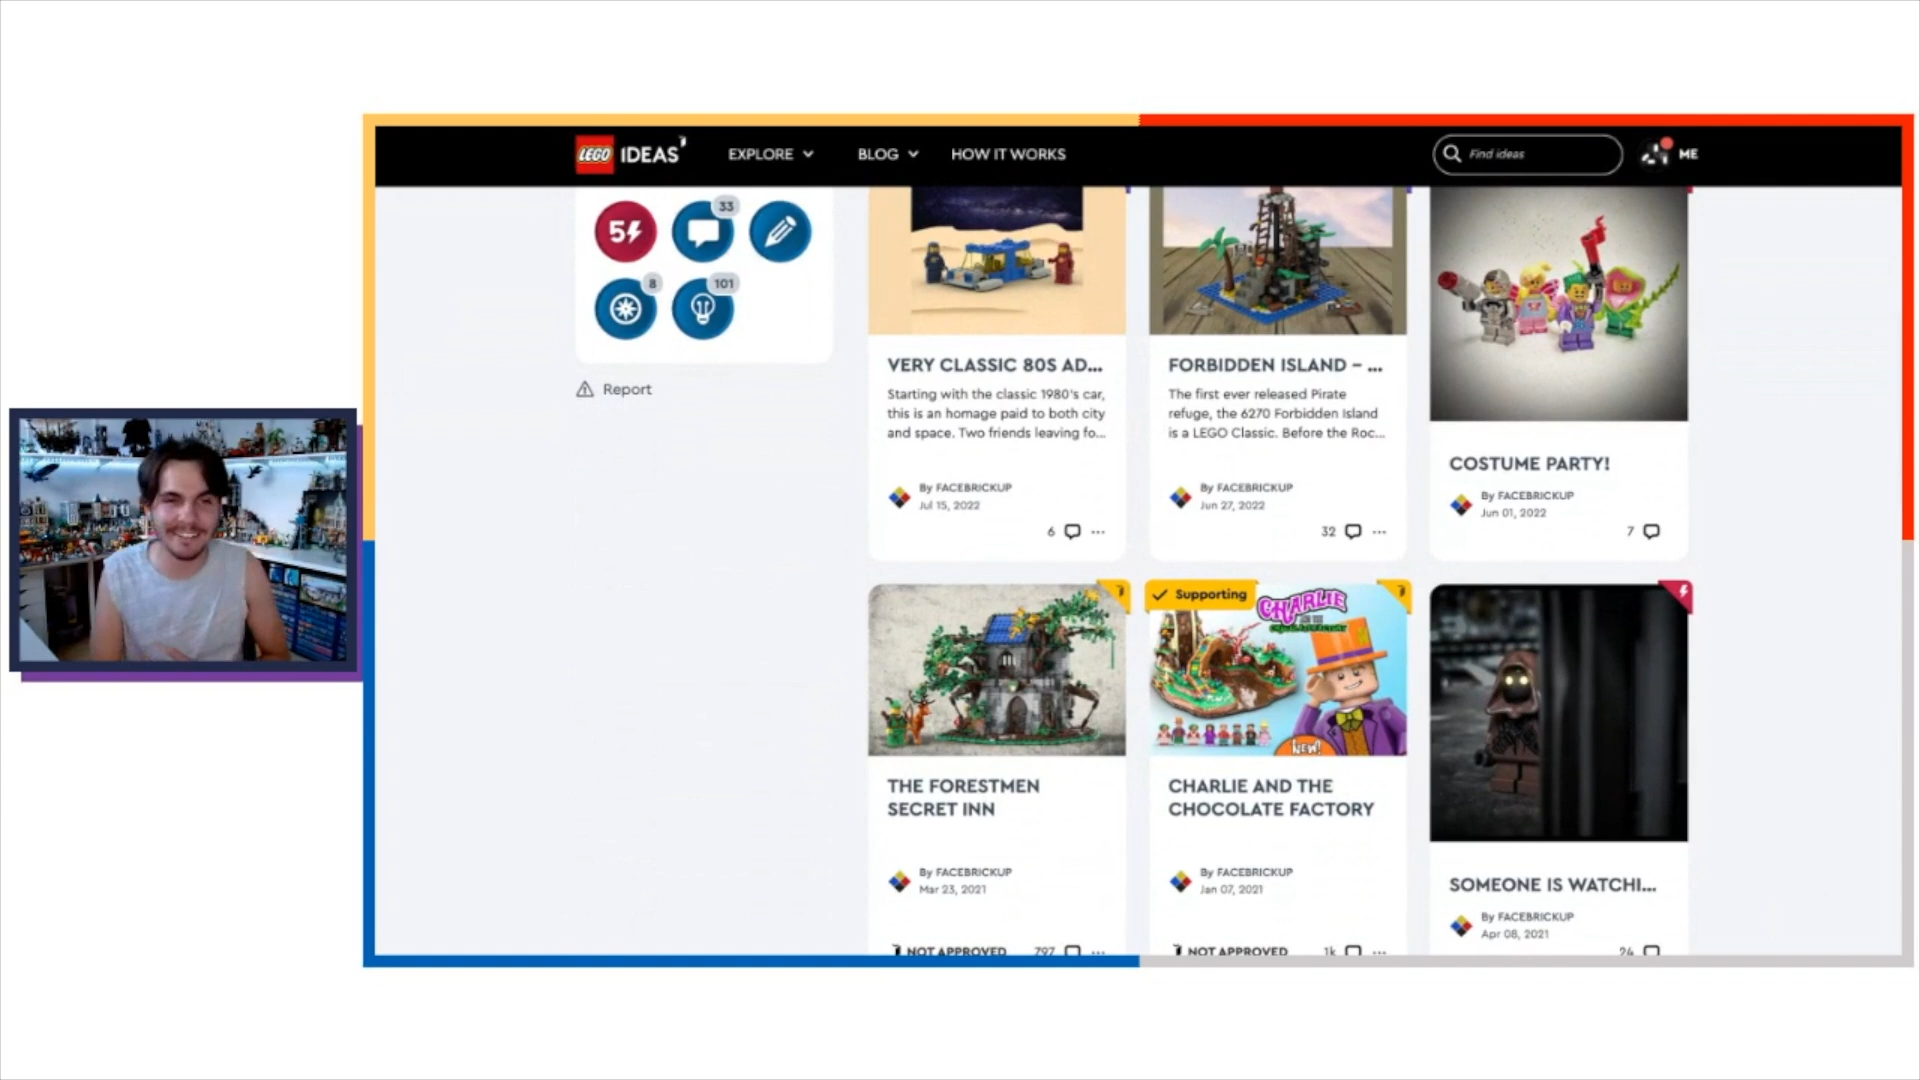 LEGO IDEAS
EXPLORE
BLOG
HOW IT WORKS
Find ideas
ME
5
33
8
101
Report
VERY CLASSIC 80S AD...
Starting with the classic 1980's car,
this is an homage paid to both city
and space. Two friends leaving fo...
By FACEBRICKUP
Jul 15, 2022
6
FORBIDDEN ISLAND – ...
The first ever released Pirate
refuge, the 6270 Forbidden Island
is a LEGO Classic. Before the Roc...
By FACEBRICKUP
Jun 27, 2022
32
COSTUME PARTY!
By FACEBRICKUP
Jun 01, 2022
7
THE FORESTMEN
SECRET INN
By FACEBRICKUP
Mar 23, 2021
NOT APPROVED
797
Supporting
CHARLIE
AND THE
CHOCOLATE FACTORY
NEW!
CHARLIE AND THE
CHOCOLATE FACTORY
By FACEBRICKUP
Jan 07, 2021
NOT APPROVED
1k
SOMEONE IS WATCHI...
By FACEBRICKUP
Apr 08, 2021
24